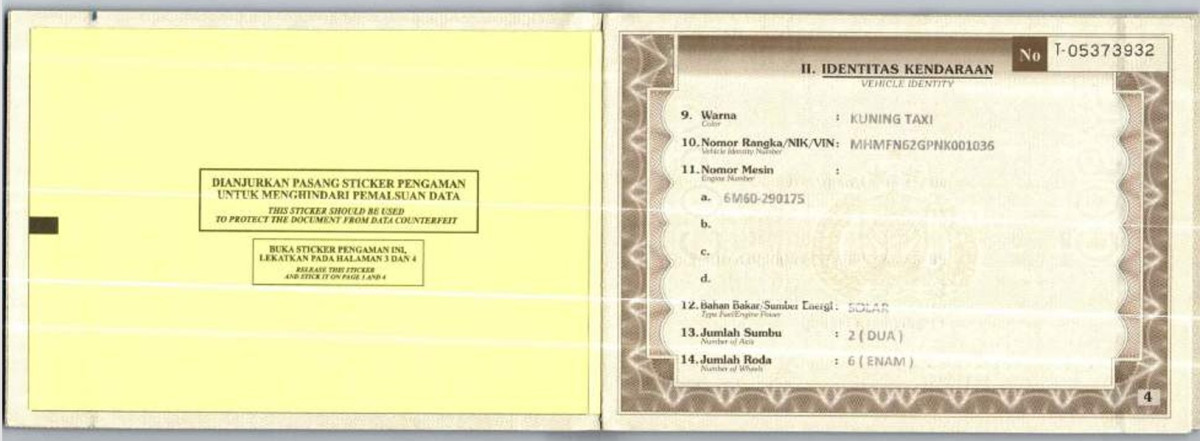 DIANJURKAN PASANG STICKER PENGAMAN
UNTUK MENGHINDARI PEMALSUAN DATA
THIS STICKER SHOULD BE USED
TO PROTECT THE DOCUMENT FROM DATA COUNTERFEIT
BUKA STICKER PENGAMAN INI,
LEKATKAN PADA HALAMAN 3 DAN 4
RELEASE THIS STICKER
AND STICK IT ON PAGE 3 AND 4
No T-05373932
II. IDENTITAS KENDARAAN
VEHICLE IDENTITY
9. Warna : KUNING TAXI
Color
10. Nomor Rangka/NIK/VIN : MHMFN62GPNK001036
Vehicle Identity Number
11. Nomor Mesin :
Engine Number
a. 6M60-290175
b.
c.
d.
12. Bahan Bakar/Sumber Energi : SOLAR
Type Fuel/Engine Power
13. Jumlah Sumbu : 2 ( DUA )
Number of Axis
14. Jumlah Roda : 6 ( ENAM )
Number of Wheels
4